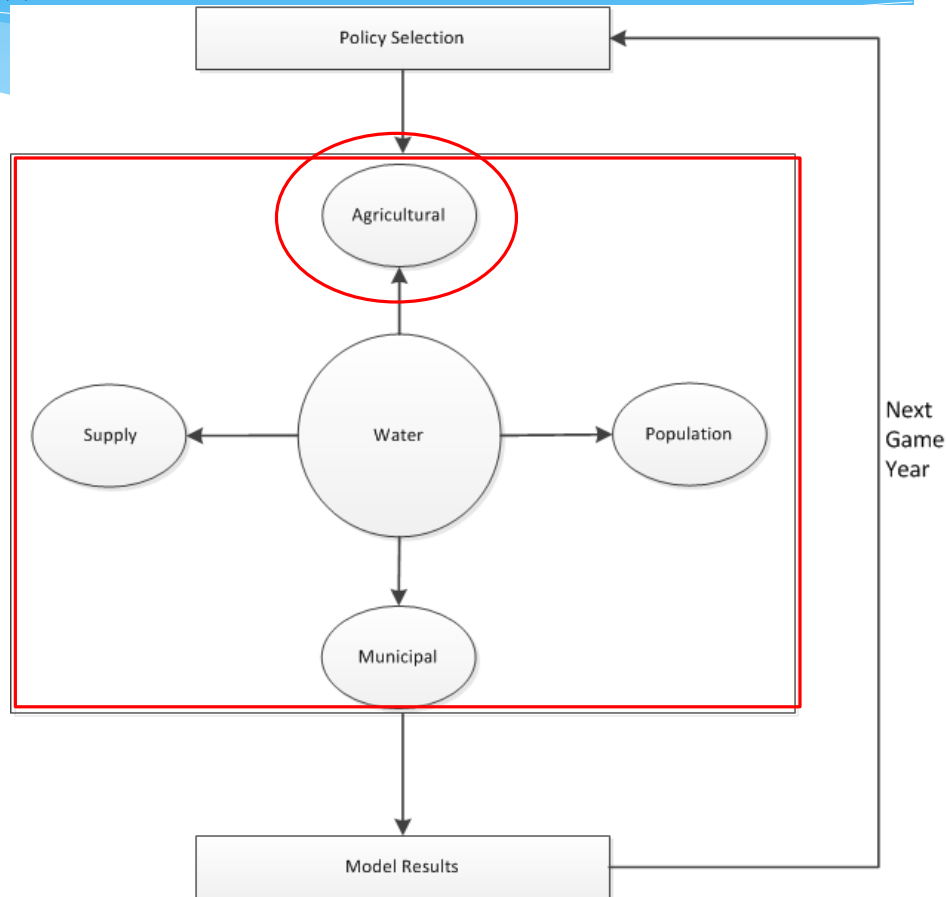 Policy Selection
Agricultural
Supply
Water
Population
Next
Game
Year
Municipal
Model Results